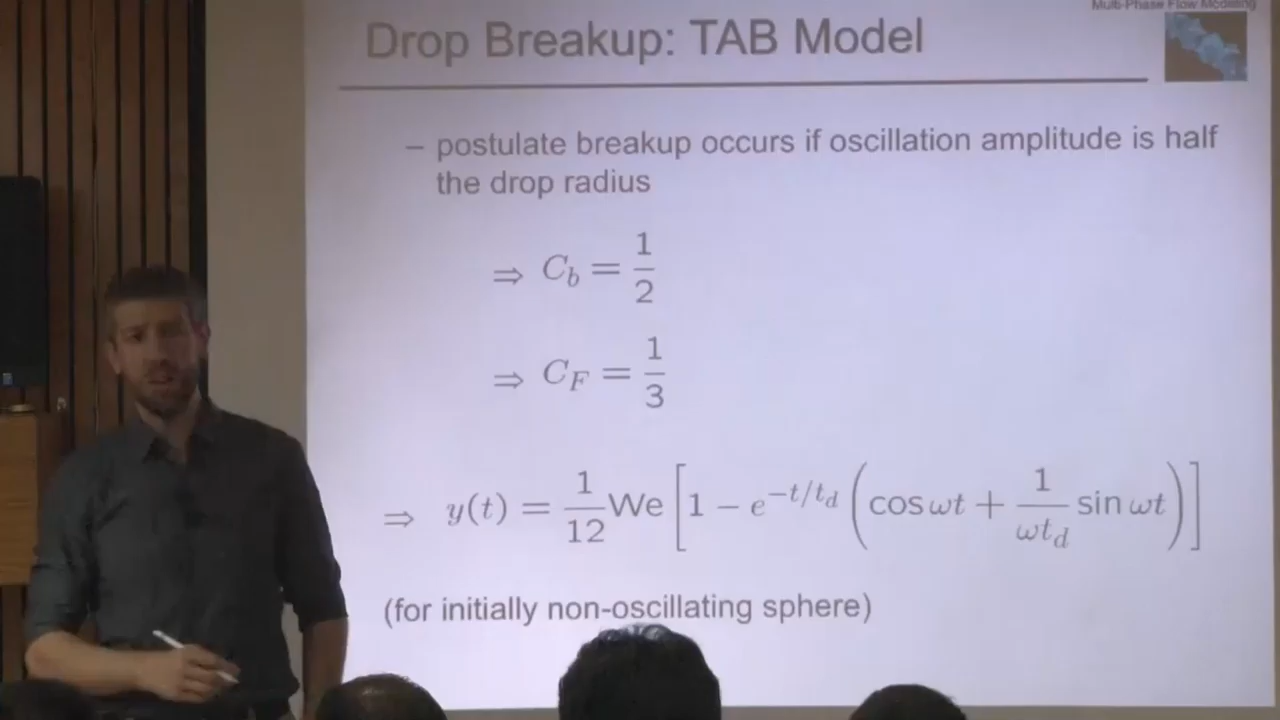 Multi-Phase Flow Modeling
Drop Breakup: TAB Model
– postulate breakup occurs if oscillation amplitude is half
the drop radius
⇒ C_b = 1/2
⇒ C_F = 1/3
⇒ y(t) = 1/12 We [1 − e^{−t/t_d} (cos ωt + 1/(ωt_d) sin ωt)]
(for initially non-oscillating sphere)